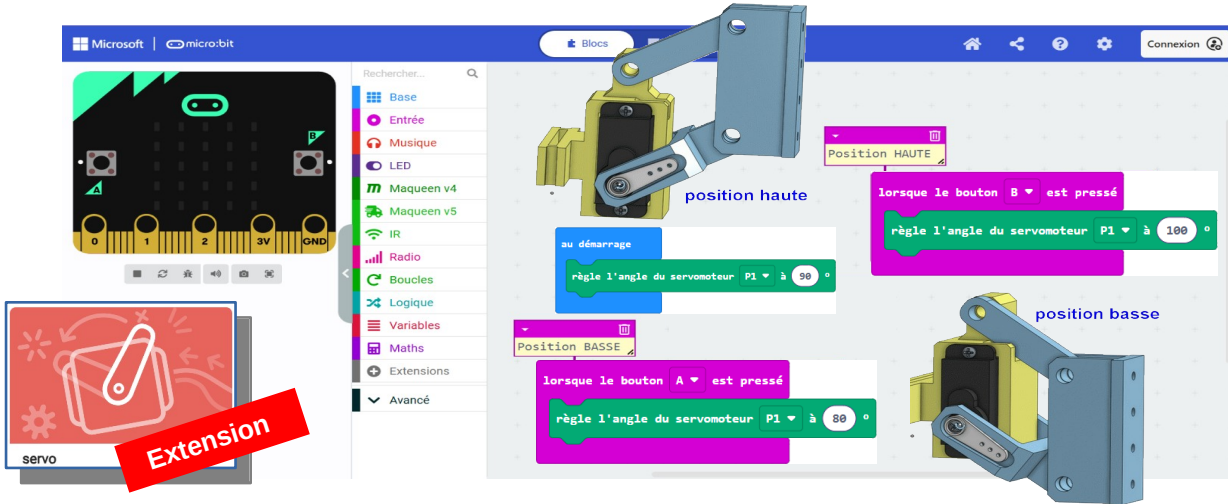 Microsoft | micro:bit
Blocs
Connexion
Rechercher...
Base
Entrée
Musique
LED
Maqueen v4
Maqueen v5
IR
Radio
Boucles
Logique
Variables
Maths
Extensions
Avancé
A
B
0 1 2 3V GND
servo
Extension
position haute
au démarrage
règle l'angle du servomoteur P1 à 90 °
Position HAUTE
lorsque le bouton B est pressé
règle l'angle du servomoteur P1 à 100 °
Position BASSE
lorsque le bouton A est pressé
règle l'angle du servomoteur P1 à 80 °
position basse